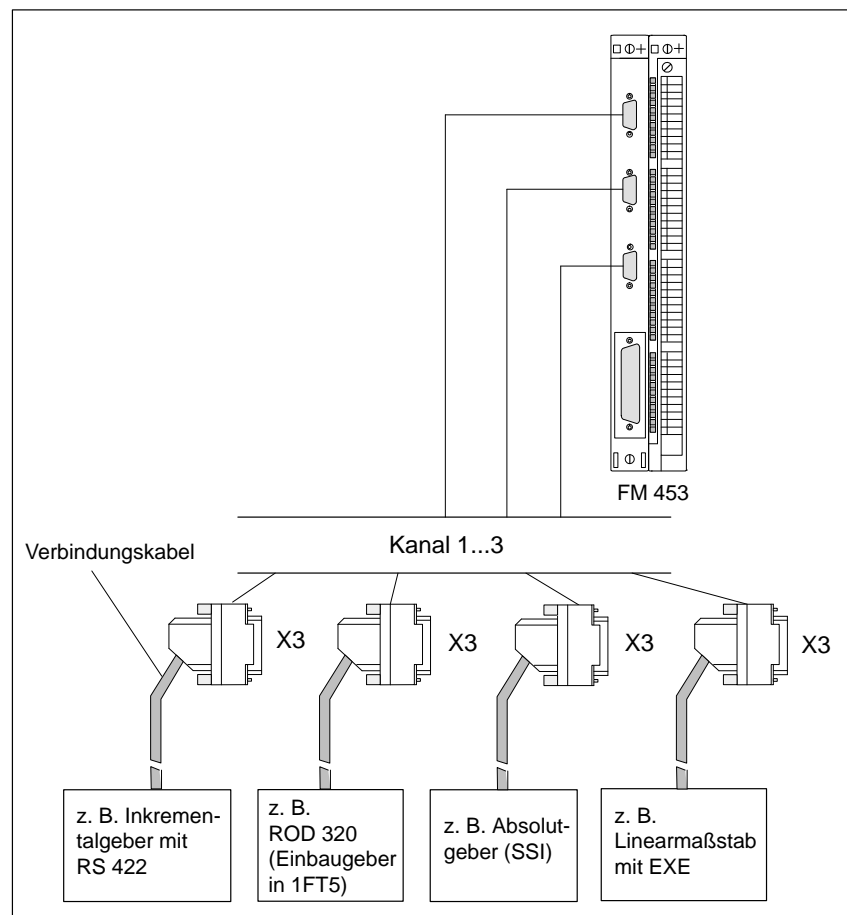 FM 453
Kanal 1...3
Verbindungskabel
X3
X3
X3
X3
z. B. Inkremen-
talgeber mit
RS 422
z. B.
ROD 320
(Einbaugeber
in 1FT5)
z. B. Absolut-
geber (SSI)
z. B.
Linearmaßstab
mit EXE